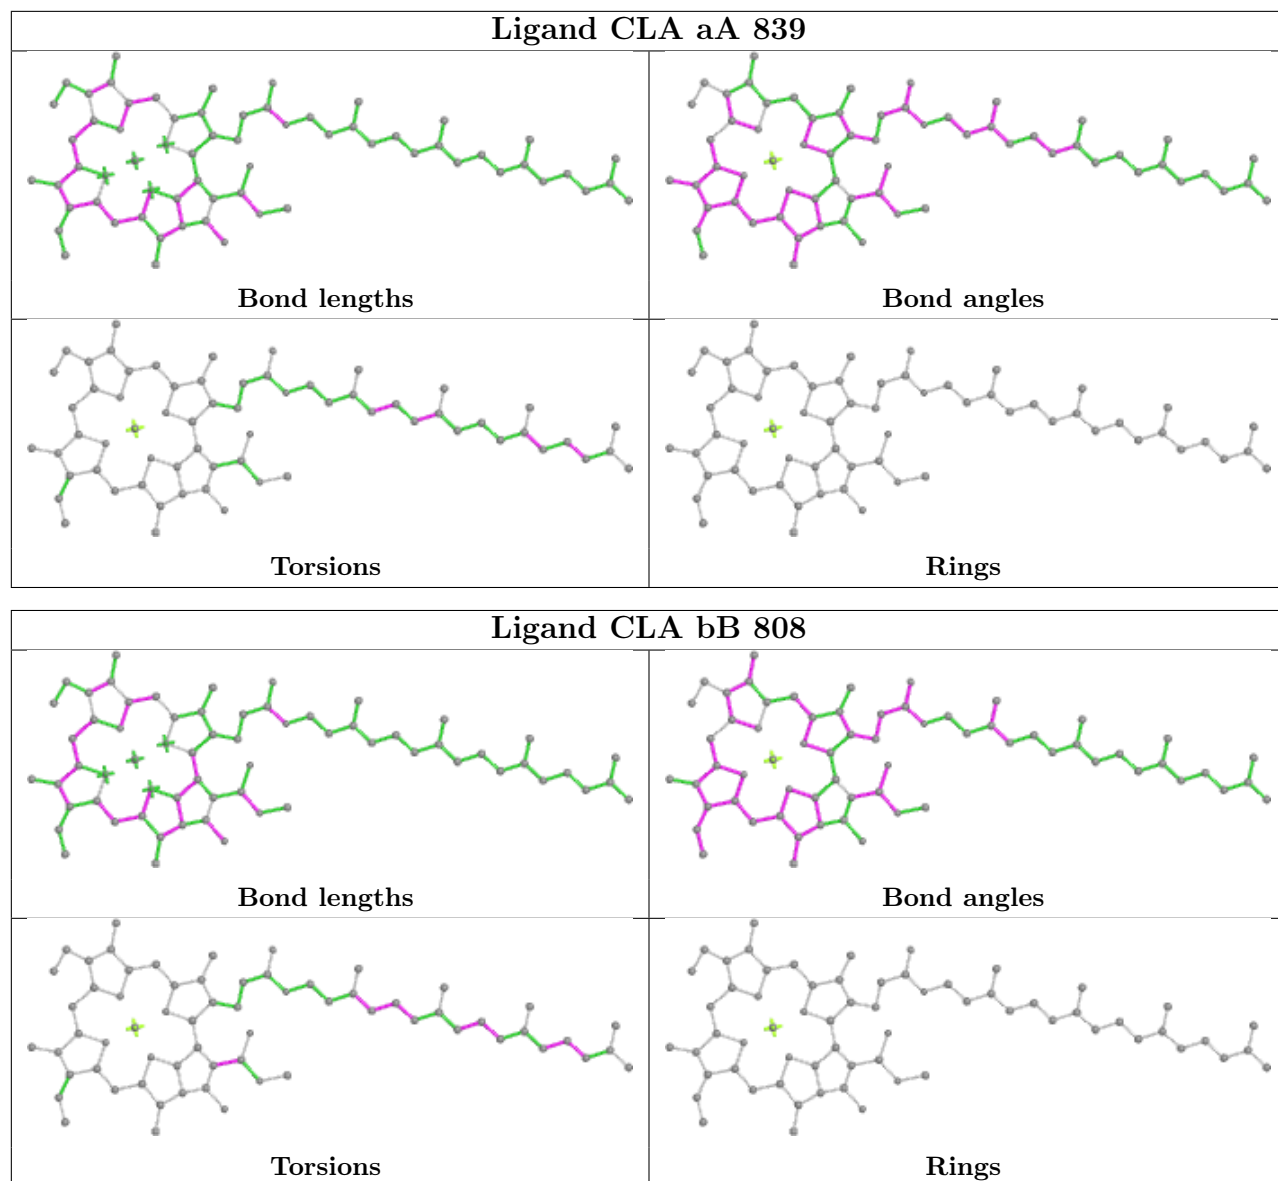 Ligand CLA aA 839
Bond lengths
Bond angles
Torsions
Rings
Ligand CLA bB 808
Bond lengths
Bond angles
Torsions
Rings